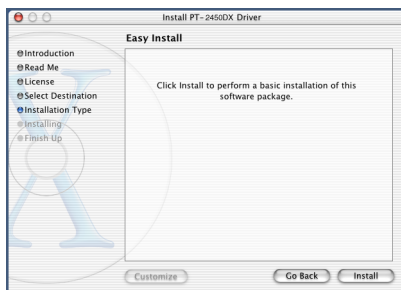 Install PT-2450DX Driver
Easy Install
Introduction
Read Me
License
Select Destination
Installation Type
Installing
Finish Up
Click Install to perform a basic installation of this
software package.
Customize
Go Back
Install